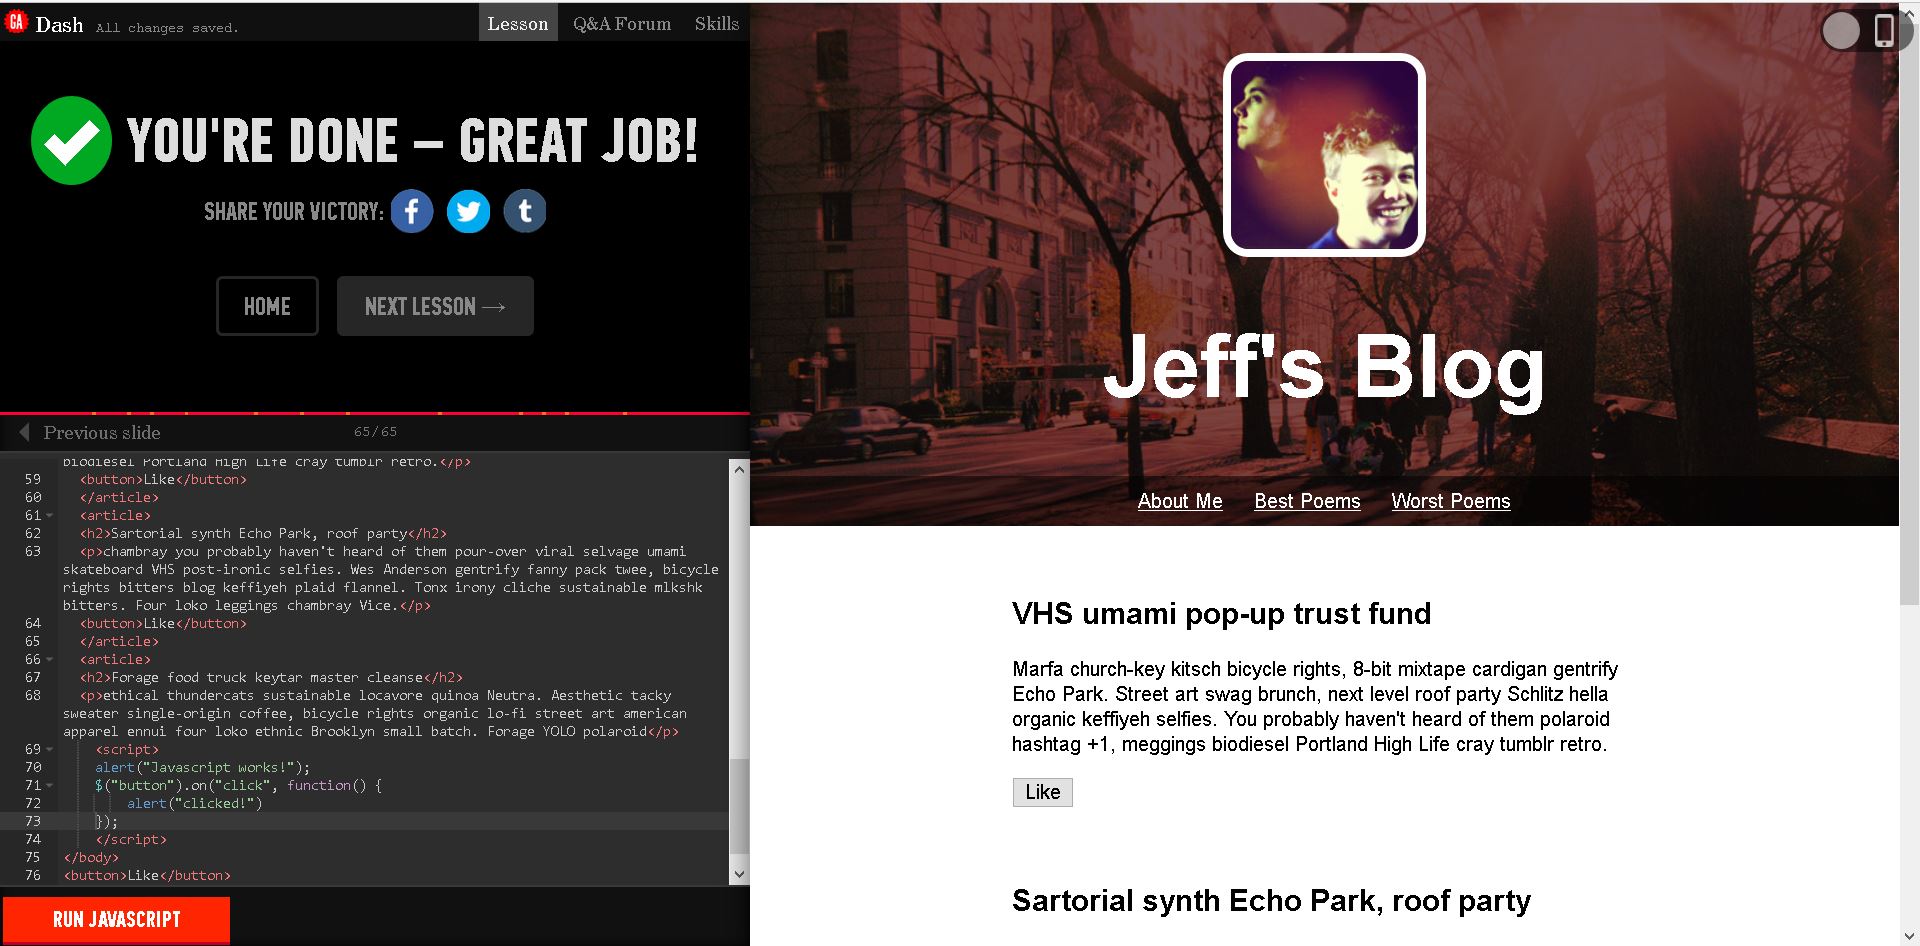 GA Dash All changes saved. Lesson Q&A Forum Skills
YOU'RE DONE – GREAT JOB!
SHARE YOUR VICTORY: f t
HOME NEXT LESSON →
Previous slide 65/65
biodiesel Portland High Life cray tumblr retro.</p>
59 <button>Like</button>
60 </article>
61 <article>
62 <h2>Sartorial synth Echo Park, roof party</h2>
63 <p>chambray you probably haven't heard of them pour-over viral selvage umami
skateboard VHS post-ironic selfies. Wes Anderson gentrify fanny pack twee, bicycle
rights bitters blog keffiyeh plaid flannel. Tonx irony cliche sustainable mlkshk
bitters. Four loko leggings chambray Vice.</p>
64 <button>Like</button>
65 </article>
66 <article>
67 <h2>Forage food truck keytar master cleanse</h2>
68 <p>ethical thundercats sustainable locavore quinoa Neutra. Aesthetic tacky
sweater single-origin coffee, bicycle rights organic lo-fi street art american
apparel ennui four loko ethnic Brooklyn small batch. Forage YOLO polaroid</p>
69 <script>
70 alert("Javascript works!");
71 $("button").on("click", function() {
72 alert("clicked!")
73 });
74 </script>
75 </body>
76 <button>Like</button>
RUN JAVASCRIPT
Jeff's Blog
About Me Best Poems Worst Poems
VHS umami pop-up trust fund
Marfa church-key kitsch bicycle rights, 8-bit mixtape cardigan gentrify
Echo Park. Street art swag brunch, next level roof party Schlitz hella
organic keffiyeh selfies. You probably haven't heard of them polaroid
hashtag +1, meggings biodiesel Portland High Life cray tumblr retro.
Like
Sartorial synth Echo Park, roof party